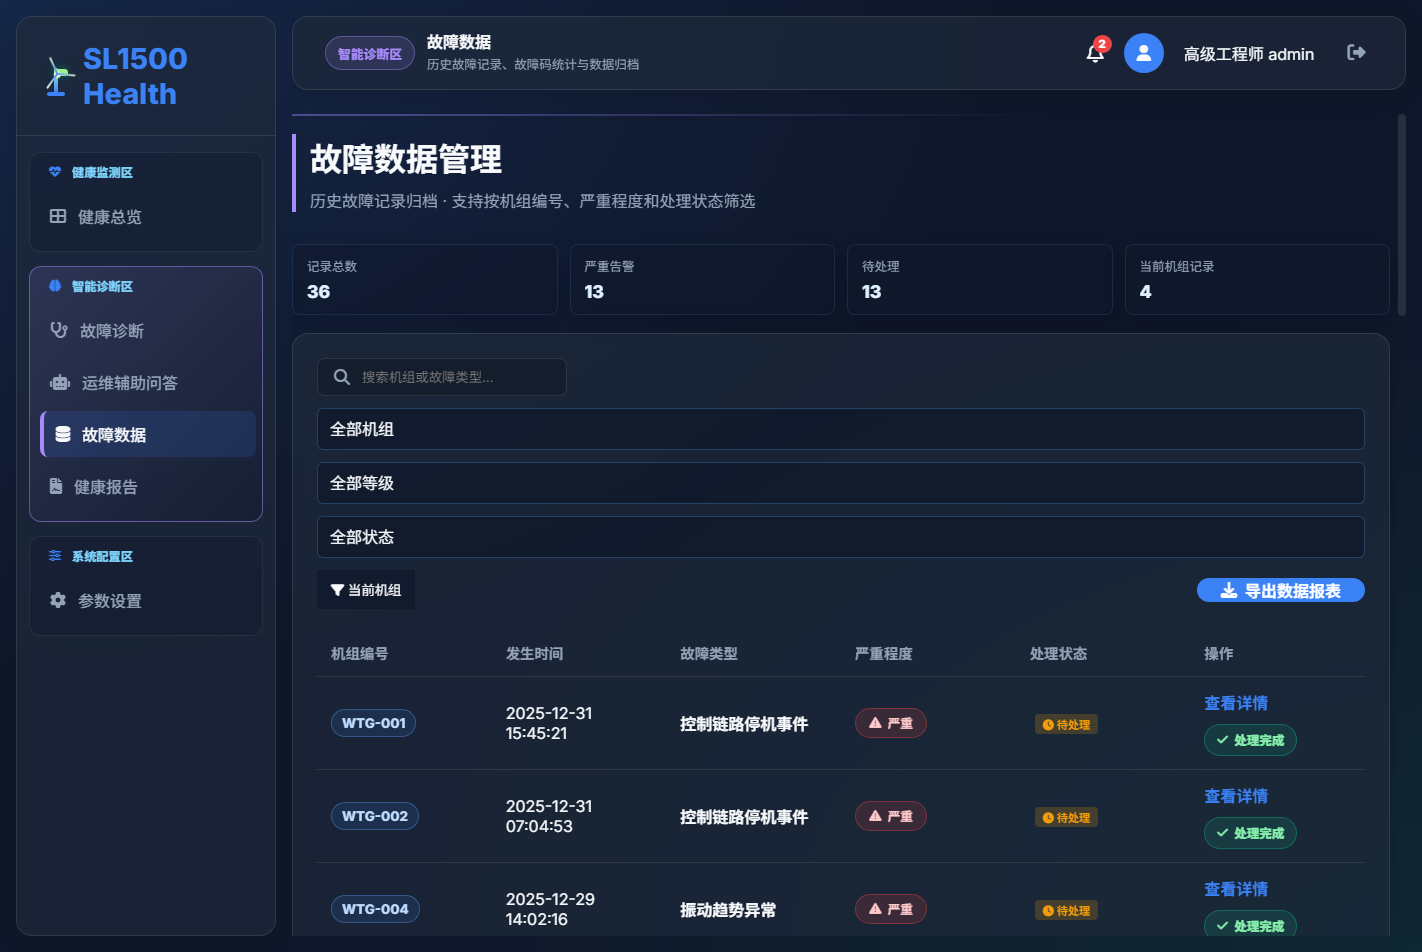 SL1500
Health
健康监测区
健康总览
智能诊断区
故障诊断
运维辅助问答
故障数据
健康报告
系统配置区
参数设置
智能诊断区
故障数据
历史故障记录、故障码统计与数据归档
2
高级工程师 admin
故障数据管理
历史故障记录归档 · 支持按机组编号、严重程度和处理状态筛选
记录总数
36
严重告警
13
待处理
13
当前机组记录
4
搜索机组或故障类型...
全部机组
全部等级
全部状态
当前机组
导出数据报表
机组编号 发生时间 故障类型 严重程度 处理状态 操作
WTG-001
2025-12-31
15:45:21
控制链路停机事件
严重
待处理
查看详情
处理完成
WTG-002
2025-12-31
07:04:53
控制链路停机事件
严重
待处理
查看详情
处理完成
WTG-004
2025-12-29
14:02:16
振动趋势异常
严重
待处理
查看详情
处理完成